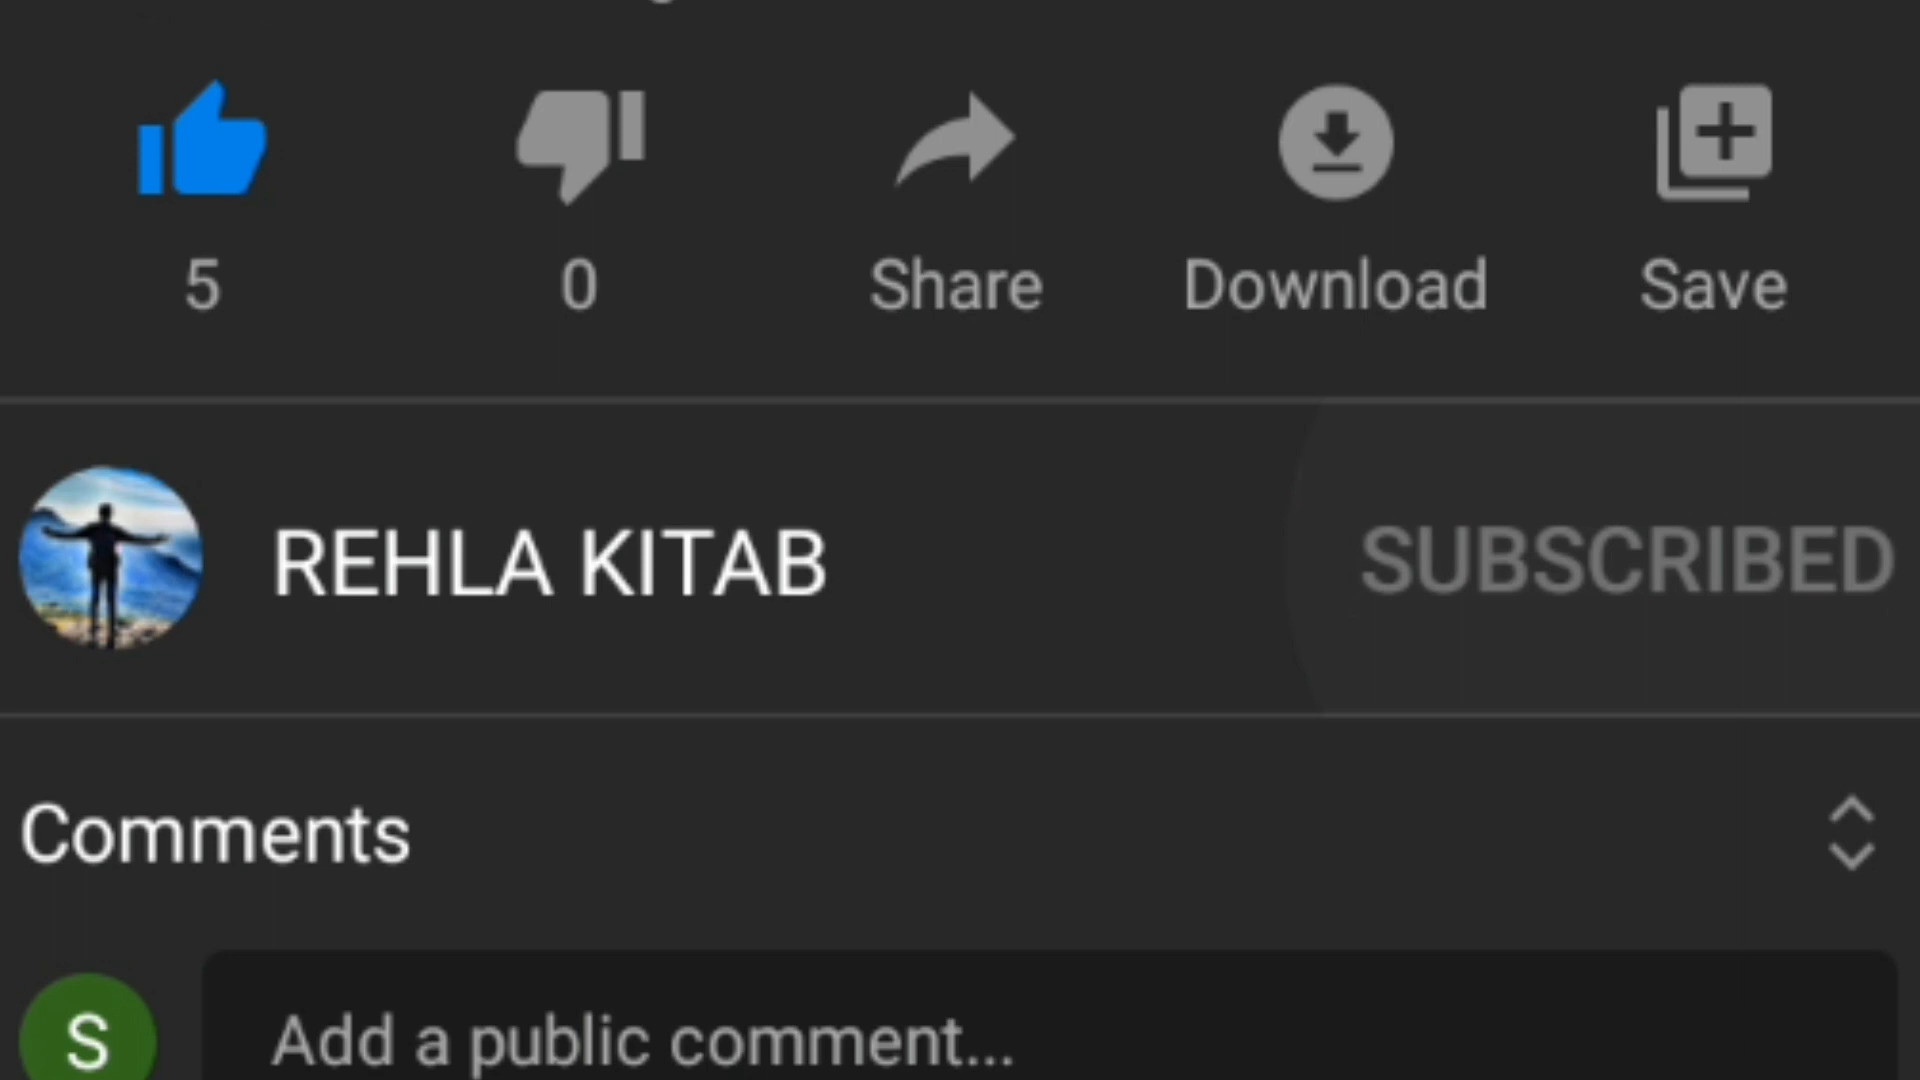 5 0 Share Download Save
REHLA KITAB SUBSCRIBED
Comments
S Add a public comment...